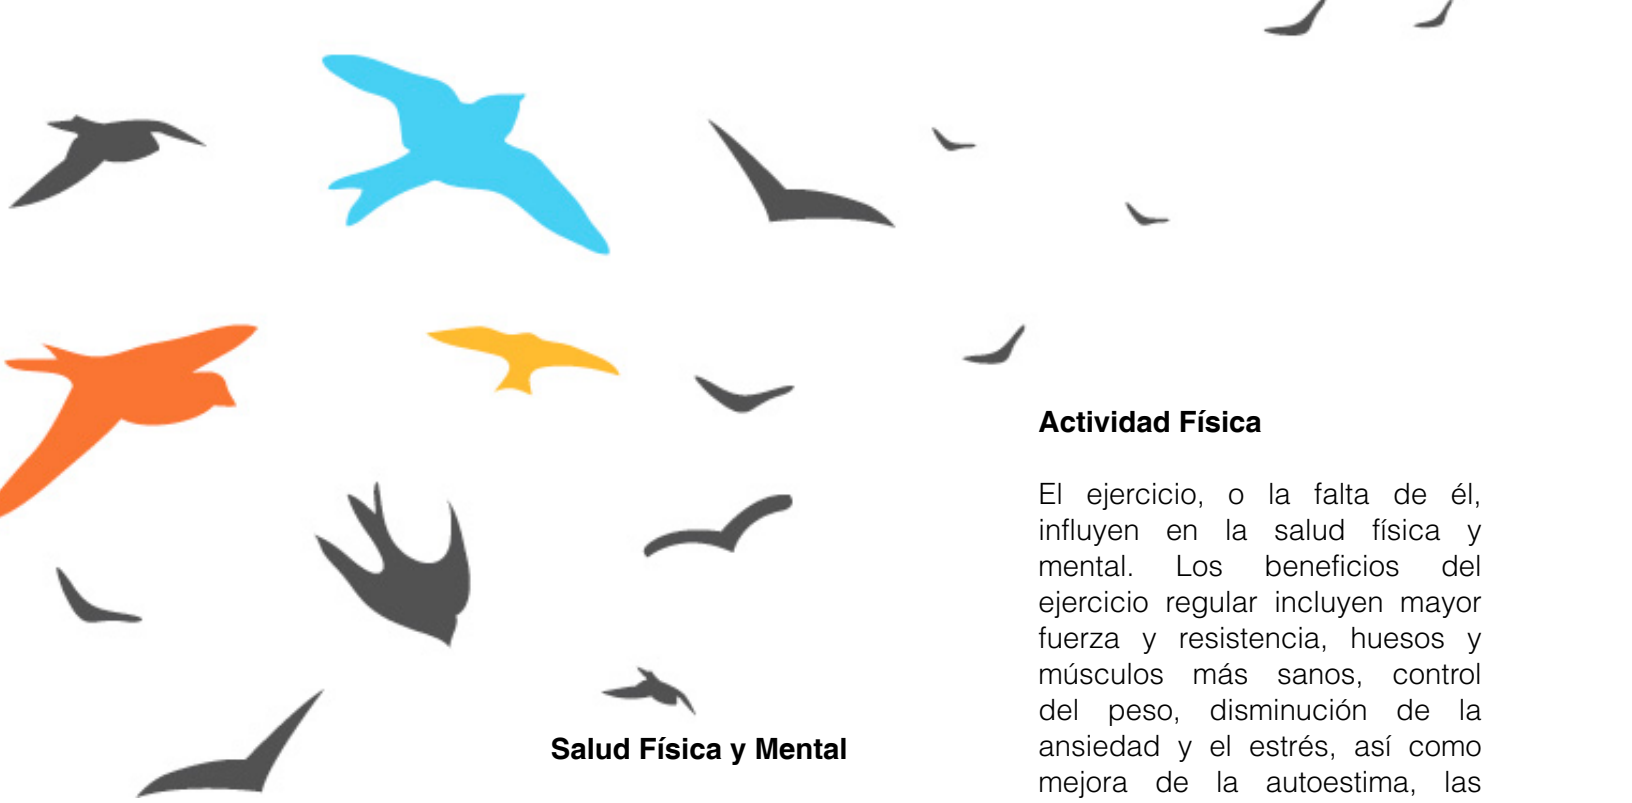 Actividad Física
El ejercicio, o la falta de él,
influyen en la salud física y
mental. Los beneficios del
ejercicio regular incluyen mayor
fuerza y resistencia, huesos y
músculos más sanos, control
del peso, disminución de la
ansiedad y el estrés, así como
mejora de la autoestima, las
Salud Física y Mental